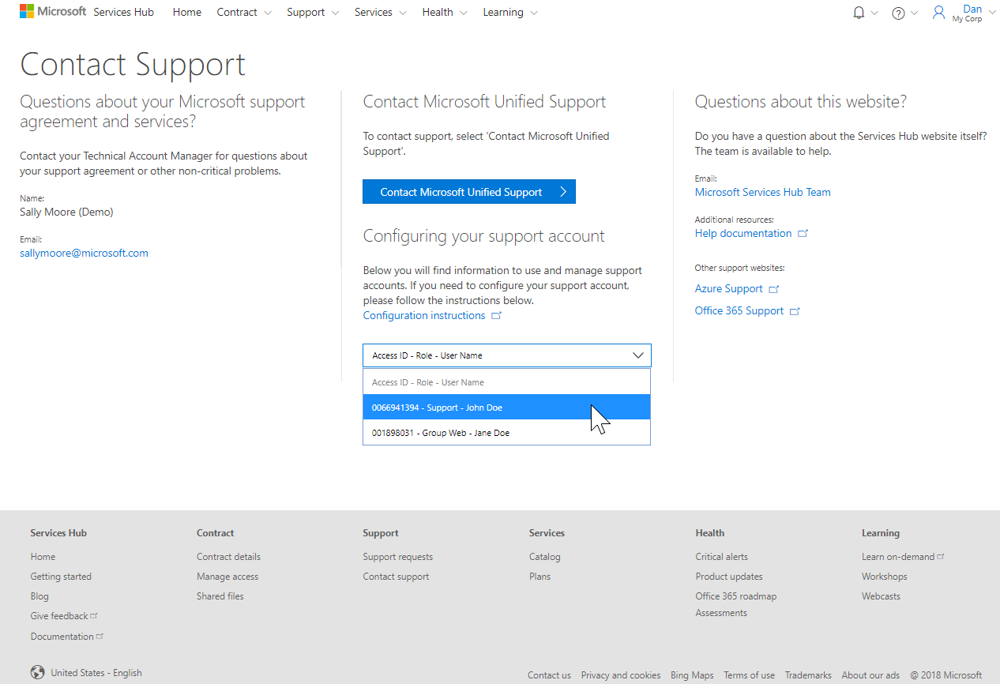 Microsoft Services Hub Home Contract Support Services Health Learning Dan
My Corp
Contact Support
Questions about your Microsoft support
agreement and services?
Contact your Technical Account Manager for questions about
your support agreement or other non-critical problems.
Name:
Sally Moore (Demo)
Email:
sallymoore@microsoft.com
Contact Microsoft Unified Support
To contact support, select 'Contact Microsoft Unified
Support'.
Contact Microsoft Unified Support
Configuring your support account
Below you will find information to use and manage support
accounts. If you need to configure your support account,
please follow the instructions below.
Configuration instructions
Access ID - Role - User Name
Access ID - Role - User Name
0066941394 - Support - John Doe
001898031 - Group Web - Jane Doe
Questions about this website?
Do you have a question about the Services Hub website itself?
The team is available to help.
Email:
Microsoft Services Hub Team
Additional resources:
Help documentation
Other support websites:
Azure Support
Office 365 Support
Services Hub
Home
Getting started
Blog
Give feedback
Documentation
Contract
Contract details
Manage access
Shared files
Support
Support requests
Contact support
Services
Catalog
Plans
Health
Critical alerts
Product updates
Office 365 roadmap
Assessments
Learning
Learn on-demand
Workshops
Webcasts
United States - English
Contact us Privacy and cookies Bing Maps Terms of use Trademarks About our ads @ 2018 Microsoft